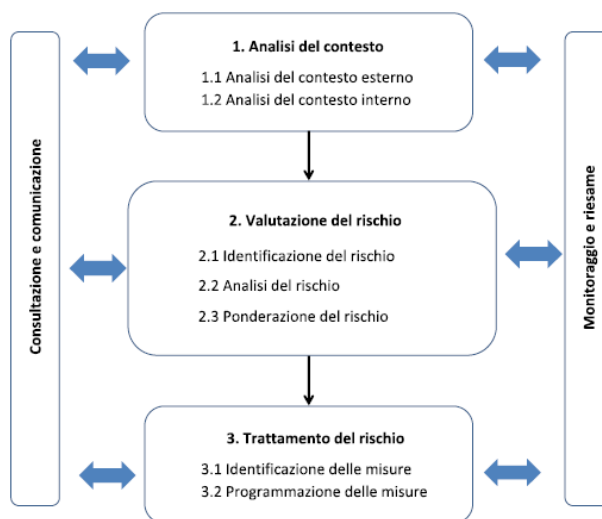 Consultazione e comunicazione
1. Analisi del contesto
1.1 Analisi del contesto esterno
1.2 Analisi del contesto interno
2. Valutazione del rischio
2.1 Identificazione del rischio
2.2 Analisi del rischio
2.3 Ponderazione del rischio
3. Trattamento del rischio
3.1 Identificazione delle misure
3.2 Programmazione delle misure
Monitoraggio e riesame